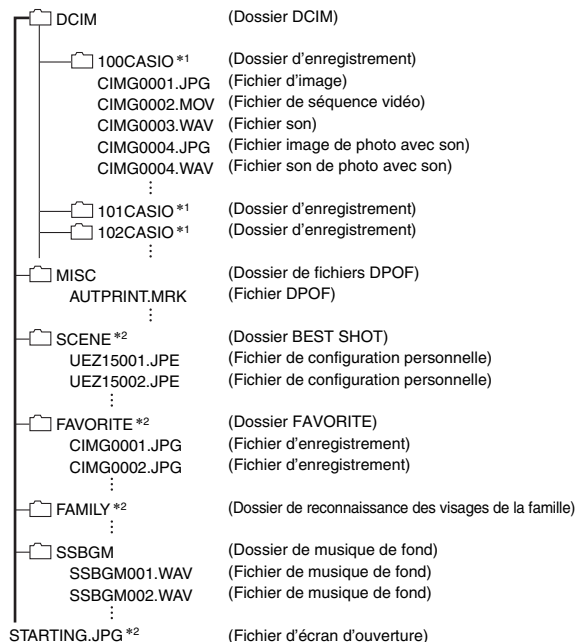 DCIM (Dossier DCIM)
100CASIO *1 (Dossier d'enregistrement)
CIMG0001.JPG (Fichier d'image)
CIMG0002.MOV (Fichier de séquence vidéo)
CIMG0003.WAV (Fichier son)
CIMG0004.JPG (Fichier image de photo avec son)
CIMG0004.WAV (Fichier son de photo avec son)
101CASIO *1 (Dossier d'enregistrement)
102CASIO *1 (Dossier d'enregistrement)
MISC (Dossier de fichiers DPOF)
AUTPRINT.MRK (Fichier DPOF)
SCENE *2 (Dossier BEST SHOT)
UEZ15001.JPE (Fichier de configuration personnelle)
UEZ15002.JPE (Fichier de configuration personnelle)
FAVORITE *2 (Dossier FAVORITE)
CIMG0001.JPG (Fichier d'enregistrement)
CIMG0002.JPG (Fichier d'enregistrement)
FAMILY *2 (Dossier de reconnaissance des visages de la famille)
SSBGM (Dossier de musique de fond)
SSBGM001.WAV (Fichier de musique de fond)
SSBGM002.WAV (Fichier de musique de fond)
STARTING.JPG *2 (Fichier d'écran d'ouverture)